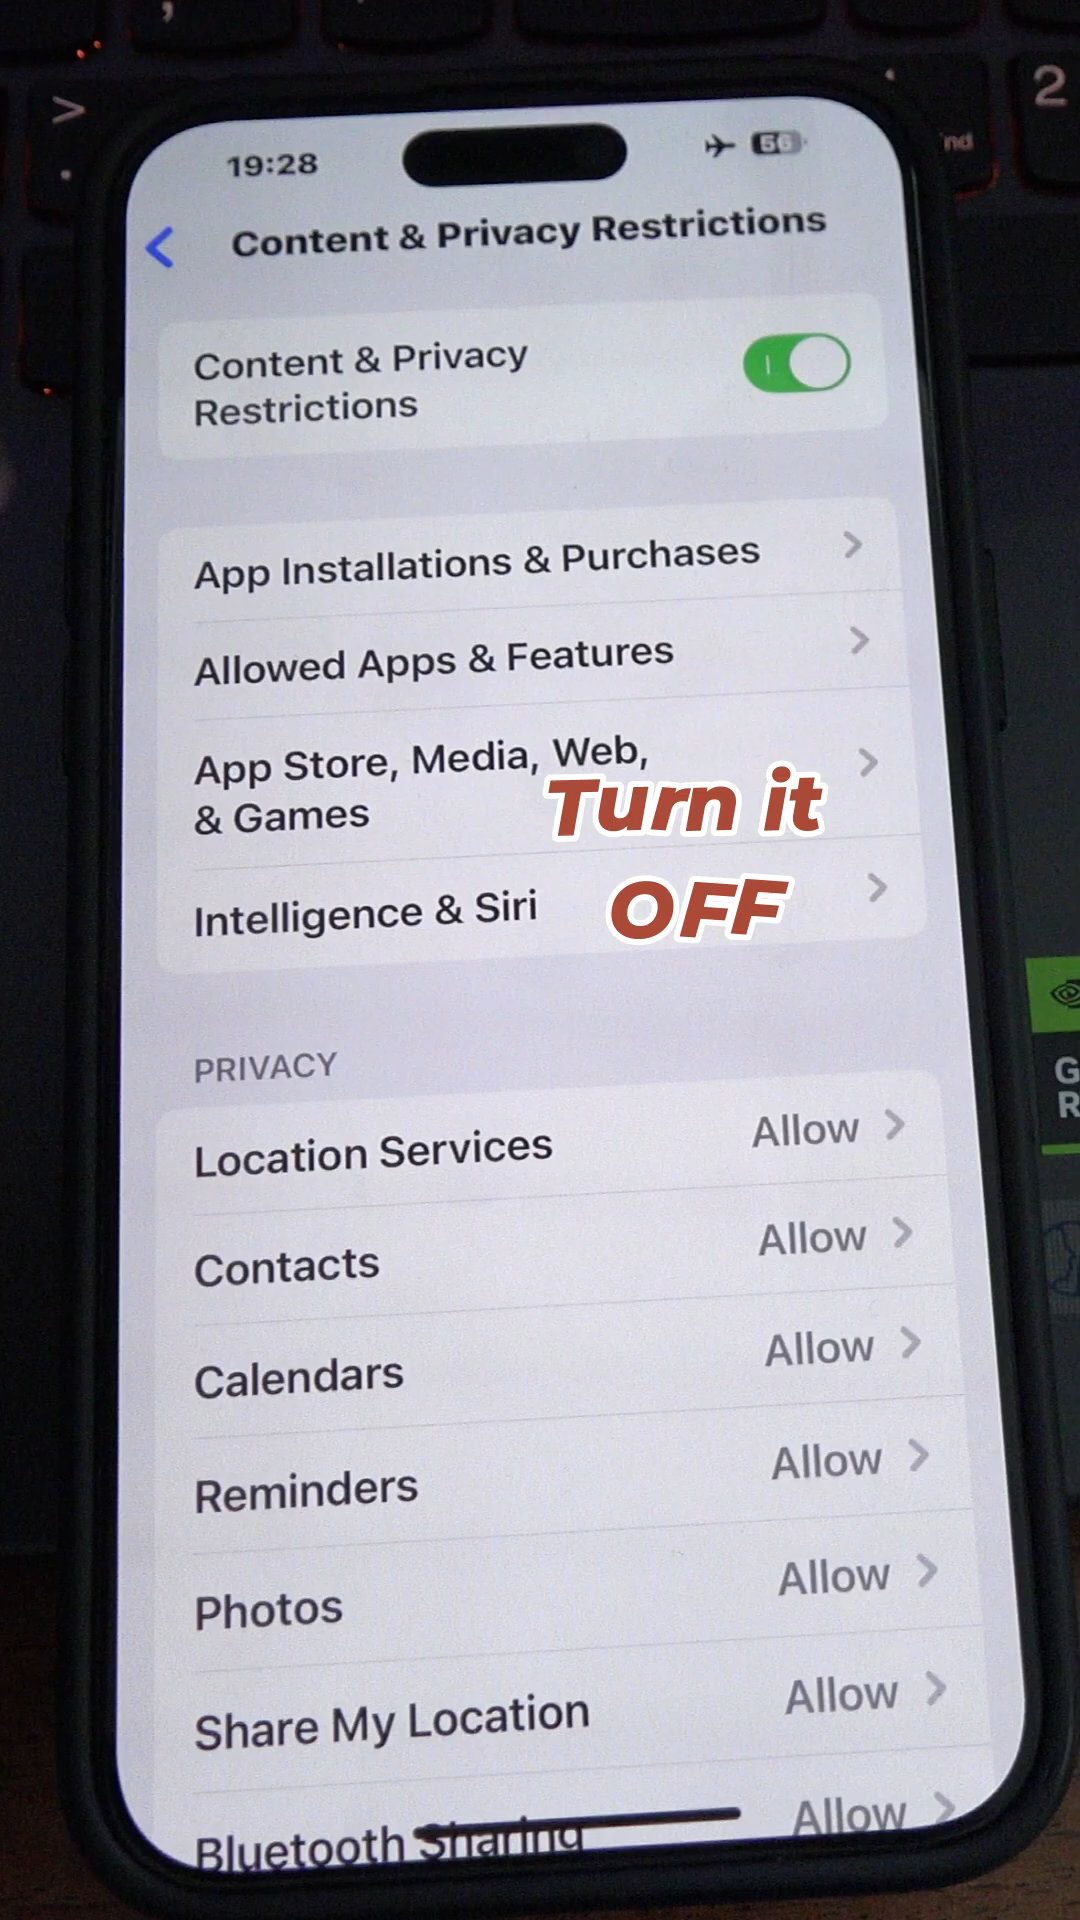 ,
>
.
2
nd
19:28
56
Content & Privacy Restrictions
Content & Privacy
Restrictions
App Installations & Purchases
Allowed Apps & Features
App Store, Media, Web,
& Games
Turn it
OFF
Intelligence & Siri
PRIVACY
Location Services Allow
Contacts Allow
Calendars Allow
Reminders Allow
Photos Allow
Share My Location Allow
Bluetooth Sharing Allow
G
R